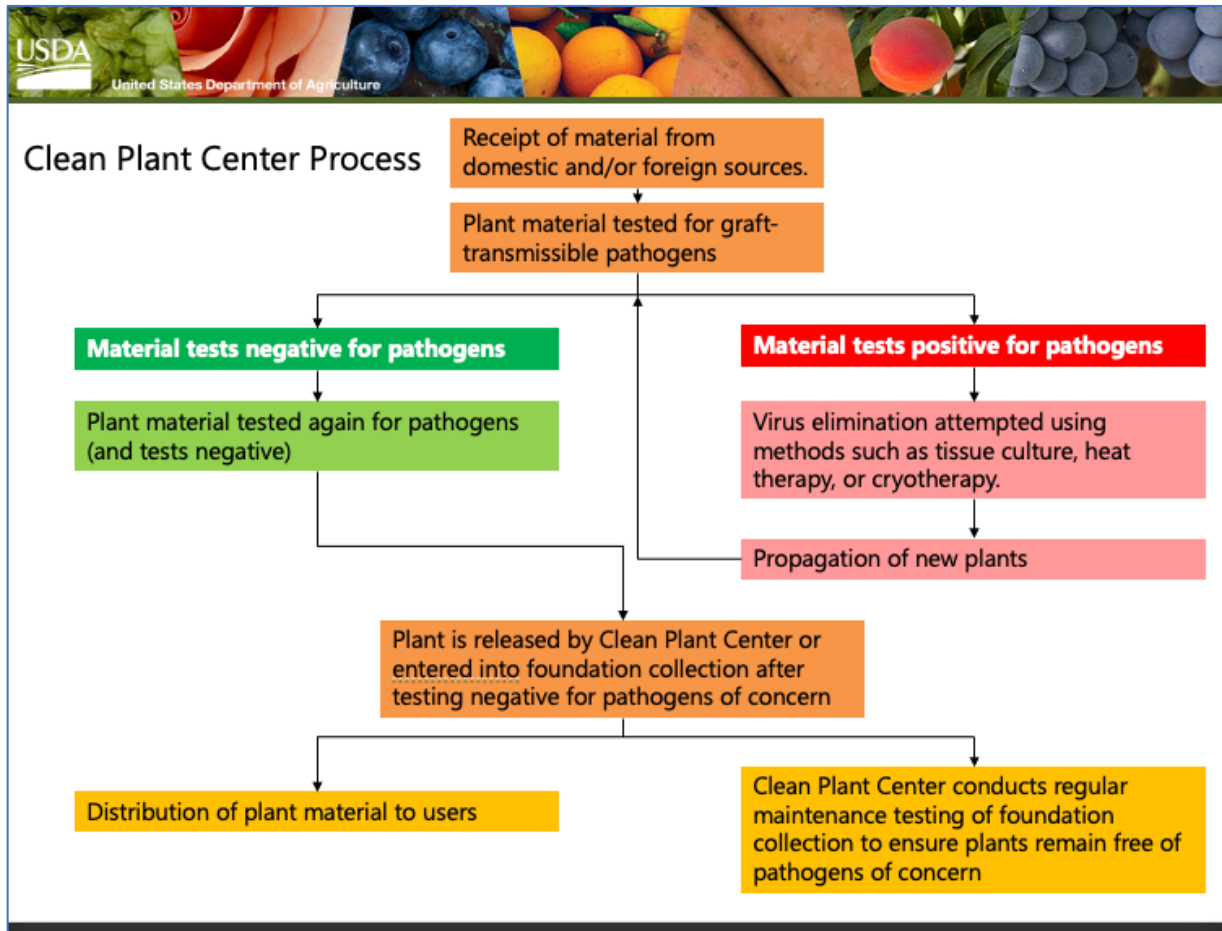 USDA
United States Department of Agriculture
Clean Plant Center Process
Receipt of material from
domestic and/or foreign sources.
Plant material tested for graft-
transmissible pathogens
Material tests negative for pathogens
Material tests positive for pathogens
Plant material tested again for pathogens
(and tests negative)
Virus elimination attempted using
methods such as tissue culture, heat
therapy, or cryotherapy.
Propagation of new plants
Plant is released by Clean Plant Center or
entered into foundation collection after
testing negative for pathogens of concern
Distribution of plant material to users
Clean Plant Center conducts regular
maintenance testing of foundation
collection to ensure plants remain free of
pathogens of concern